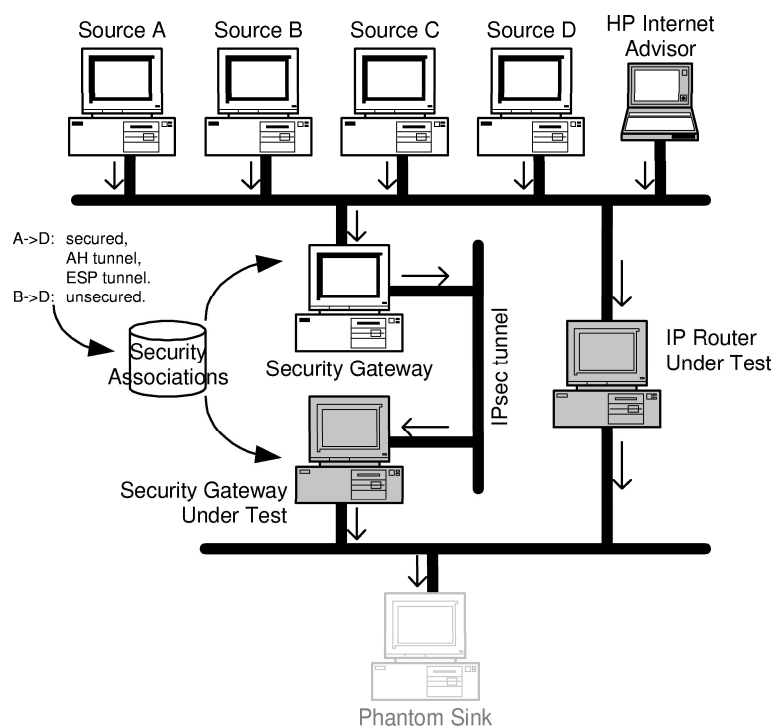 Source A
Source B
Source C
Source D
HP Internet
Advisor
A->D: secured,
AH tunnel,
ESP tunnel.
B->D: unsecured.
Security
Associations
Security Gateway
IPsec tunnel
IP Router
Under Test
Security Gateway
Under Test
Phantom Sink